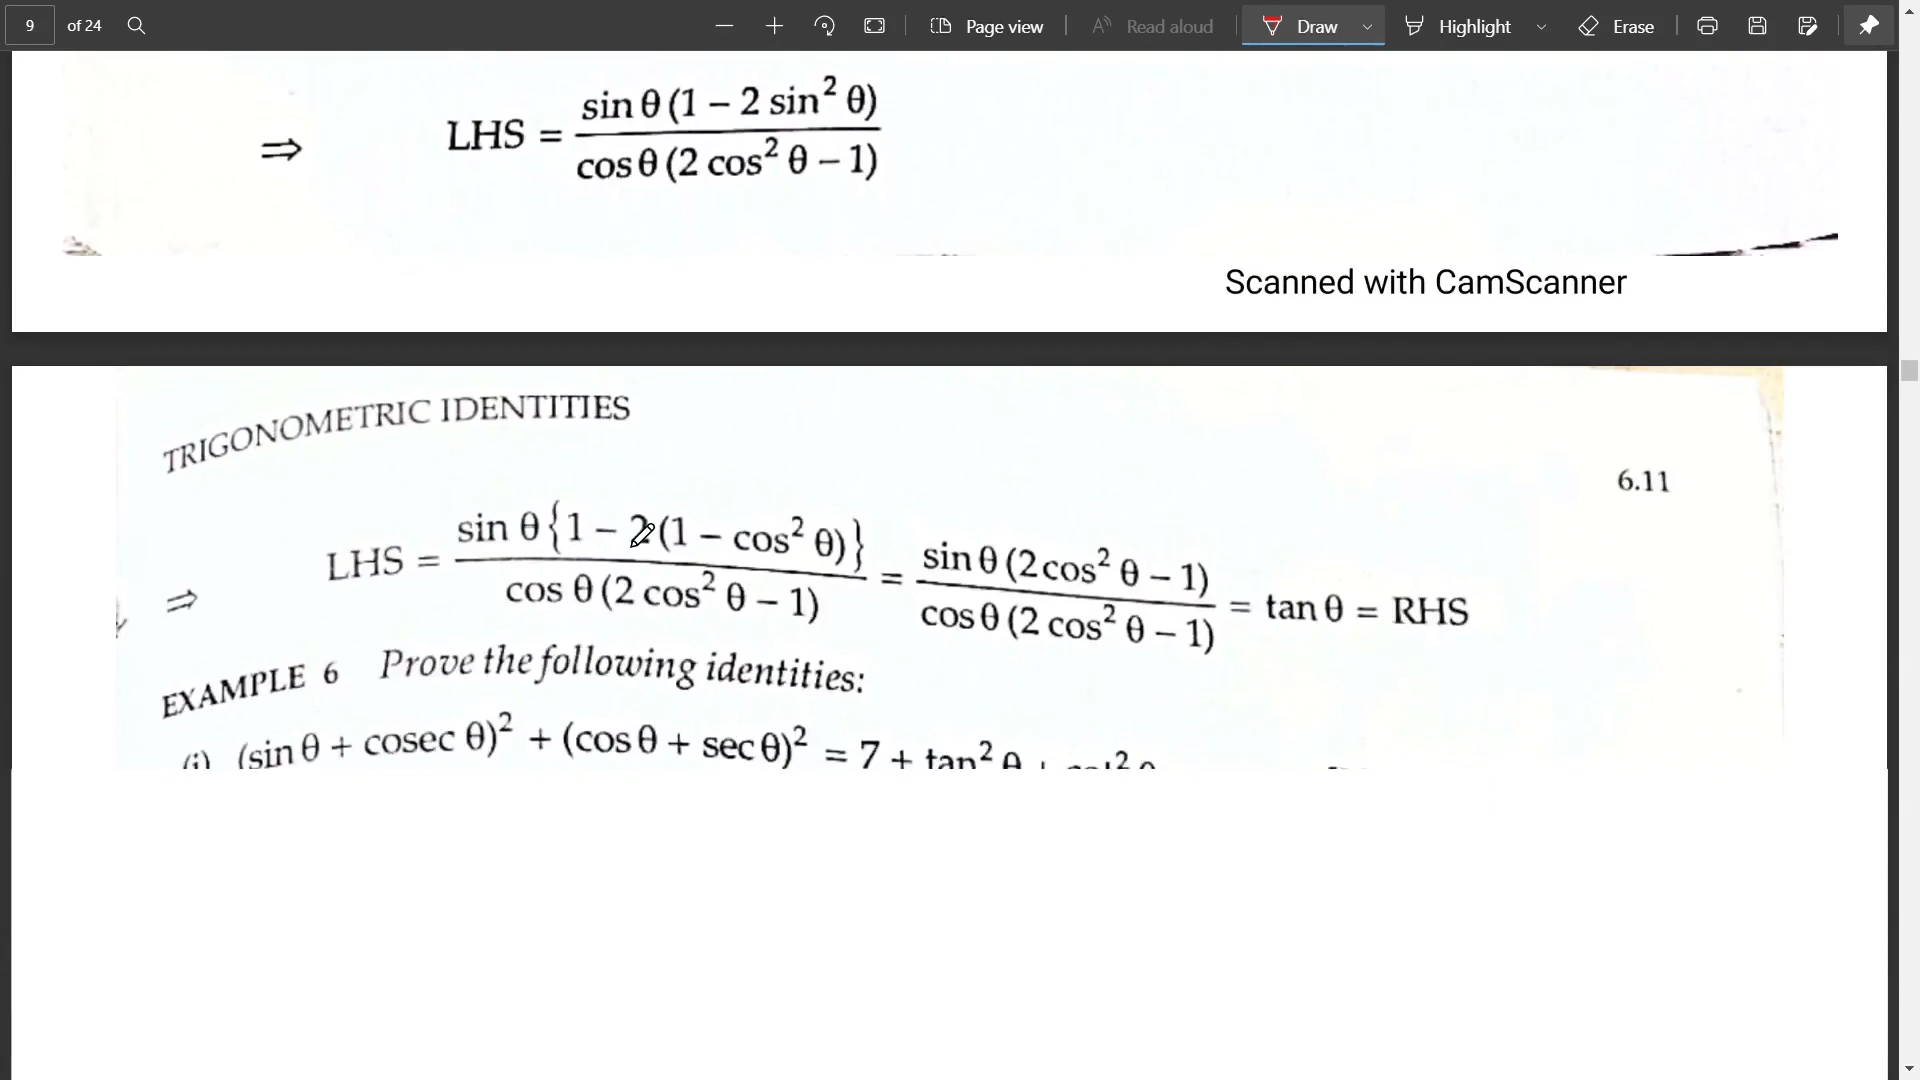 9 of 24 Page view Read aloud Draw Highlight Erase
⇒ LHS = sin θ (1 – 2 sin² θ) / cos θ (2 cos² θ – 1)
Scanned with CamScanner
TRIGONOMETRIC IDENTITIES
6.11
⇒ LHS = sin θ {1 – 2 (1 – cos² θ)} / cos θ (2 cos² θ – 1) = sin θ (2 cos² θ – 1) / cos θ (2 cos² θ – 1) = tan θ = RHS
EXAMPLE 6 Prove the following identities:
(i) (sin θ + cosec θ)² + (cos θ + sec θ)² = 7 + tan² θ + cot² θ